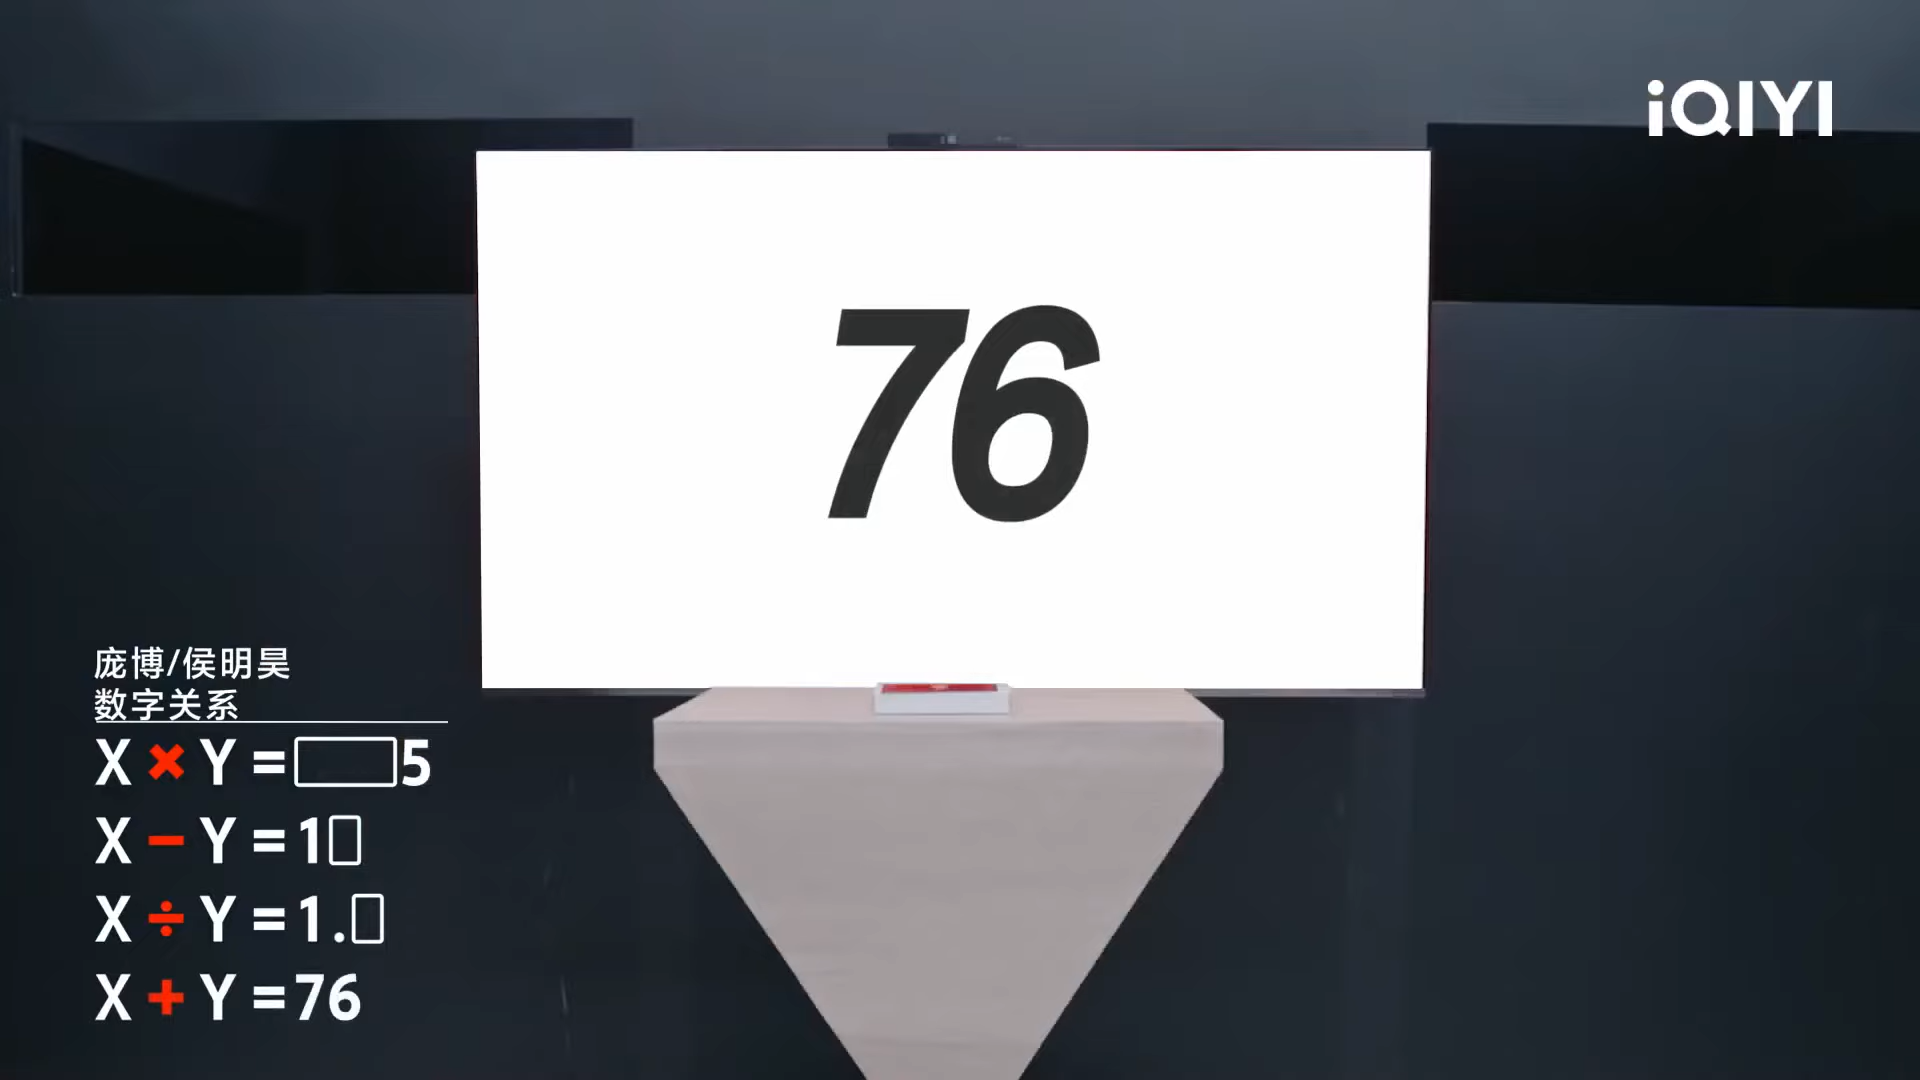 iQIYI
76
庞博/侯明昊
数字关系
X × Y = □5
X − Y = 1□
X ÷ Y = 1.□
X + Y = 76